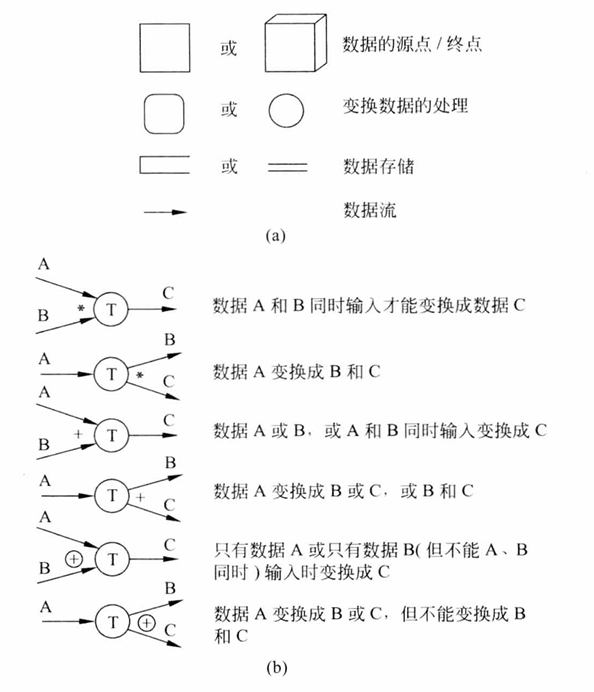 或 数据的源点/终点
或 变换数据的处理
或 数据存储
数据流
(a)
A
B * T C 数据 A 和 B 同时输入才能变换成数据 C
B
A T * C 数据 A 变换成 B 和 C
A
B + T C 数据 A 或 B，或 A 和 B 同时输入变换成 C
B
A T + C 数据 A 变换成 B 或 C，或 B 和 C
A
B ⊕ T C 只有数据 A 或只有数据 B(但不能 A、B
同时)输入时变换成 C
B
A T ⊕ C 数据 A 变换成 B 或 C，但不能变换成 B
和 C
(b)